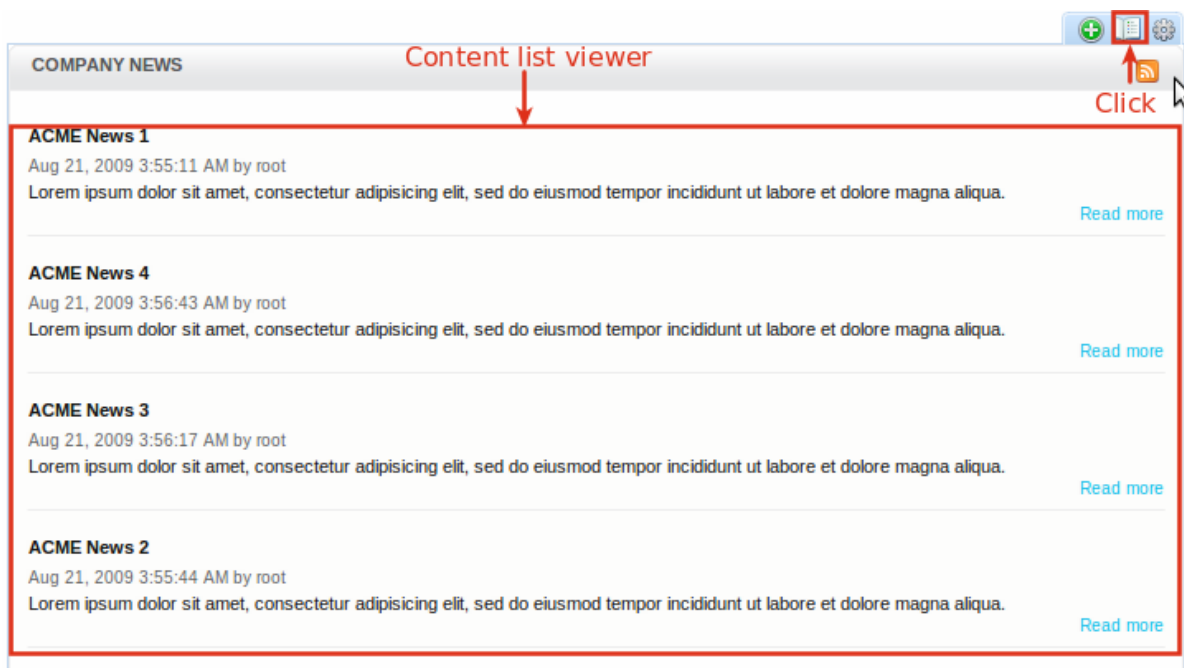 Content list viewer
COMPANY NEWS
Click
ACME News 1
Aug 21, 2009 3:55:11 AM by root
Lorem ipsum dolor sit amet, consectetur adipisicing elit, sed do eiusmod tempor incididunt ut labore et dolore magna aliqua.
Read more
ACME News 4
Aug 21, 2009 3:56:43 AM by root
Lorem ipsum dolor sit amet, consectetur adipisicing elit, sed do eiusmod tempor incididunt ut labore et dolore magna aliqua.
Read more
ACME News 3
Aug 21, 2009 3:56:17 AM by root
Lorem ipsum dolor sit amet, consectetur adipisicing elit, sed do eiusmod tempor incididunt ut labore et dolore magna aliqua.
Read more
ACME News 2
Aug 21, 2009 3:55:44 AM by root
Lorem ipsum dolor sit amet, consectetur adipisicing elit, sed do eiusmod tempor incididunt ut labore et dolore magna aliqua.
Read more